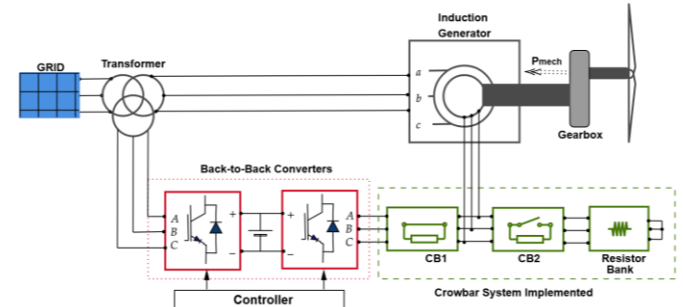 Induction
Generator
GRID
Transformer
Pmech
a
b
c
Gearbox
Back-to-Back Converters
A
B
C
+
−
+
−
A
B
C
CB1
CB2
Resistor
Bank
Controller
Crowbar System Implemented